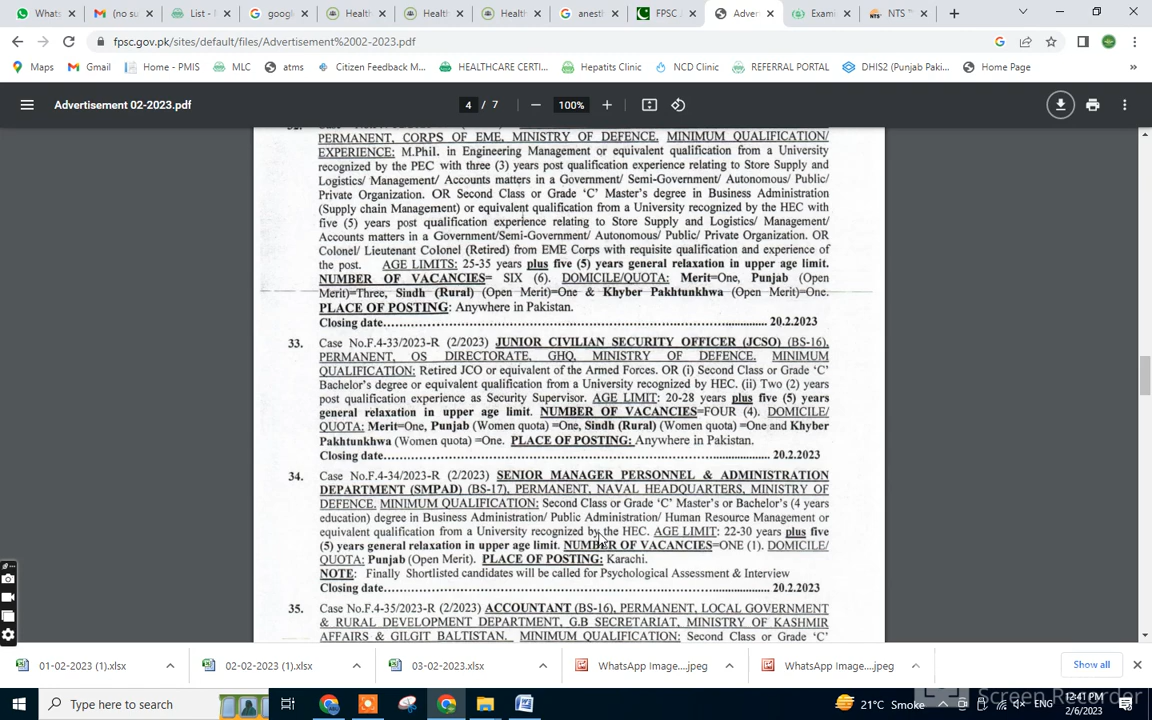 Whats
(no su
List -
googl
Health
Health
Health
anest
FPSC J
Adver
Exami
NTS
fpsc.gov.pk/sites/default/files/Advertisement%2002-2023.pdf
Maps
Gmail
Home - PMIS
MLC
atms
Citizen Feedback M...
HEALTHCARE CERTI...
Hepatits Clinic
NCD Clinic
REFERRAL PORTAL
DHIS2 (Punjab Paki...
Home Page
»
Advertisement 02-2023.pdf
4 / 7
100%
PERMANENT, CORPS OF EME, MINISTRY OF DEFENCE. MINIMUM QUALIFICATION/
EXPERIENCE: M.Phil. in Engineering Management or equivalent qualification from a University
recognized by the PEC with three (3) years post qualification experience relating to Store Supply and
Logistics/ Management/ Accounts matters in a Government/ Semi-Government/ Autonomous/ Public/
Private Organization. OR Second Class or Grade ‘C’ Master’s degree in Business Administration
(Supply chain Management) or equivalent qualification from a University recognized by the HEC with
five (5) years post qualification experience relating to Store Supply and Logistics/ Management/
Accounts matters in a Government/Semi-Government/ Autonomous/ Public/ Private Organization. OR
Colonel/ Lieutenant Colonel (Retired) from EME Corps with requisite qualification and experience of
the post. AGE LIMITS: 25-35 years plus five (5) years general relaxation in upper age limit.
NUMBER OF VACANCIES= SIX (6). DOMICILE/QUOTA: Merit=One, Punjab (Open
Merit)=Three, Sindh (Rural) (Open Merit)=One & Khyber Pakhtunkhwa (Open Merit)=One.
PLACE OF POSTING: Anywhere in Pakistan.
Closing date........................................................................................ 20.2.2023
33. Case No.F.4-33/2023-R (2/2023) JUNIOR CIVILIAN SECURITY OFFICER (JCSO) (BS-16),
PERMANENT, OS DIRECTORATE, GHQ, MINISTRY OF DEFENCE. MINIMUM
QUALIFICATION: Retired JCO or equivalent of the Armed Forces. OR (i) Second Class or Grade ‘C’
Bachelor’s degree or equivalent qualification from a University recognized by HEC. (ii) Two (2) years
post qualification experience as Security Supervisor. AGE LIMIT: 20-28 years plus five (5) years
general relaxation in upper age limit. NUMBER OF VACANCIES=FOUR (4). DOMICILE/
QUOTA: Merit=One, Punjab (Women quota) =One, Sindh (Rural) (Women quota) =One and Khyber
Pakhtunkhwa (Women quota) =One. PLACE OF POSTING: Anywhere in Pakistan.
Closing date........................................................................................ 20.2.2023
34. Case No.F.4-34/2023-R (2/2023) SENIOR MANAGER PERSONNEL & ADMINISTRATION
DEPARTMENT (SMPAD) (BS-17), PERMANENT, NAVAL HEADQUARTERS, MINISTRY OF
DEFENCE. MINIMUM QUALIFICATION: Second Class or Grade ‘C’ Master’s or Bachelor’s (4 years
education) degree in Business Administration/ Public Administration/ Human Resource Management or
equivalent qualification from a University recognized by the HEC. AGE LIMIT: 22-30 years plus five
(5) years general relaxation in upper age limit. NUMBER OF VACANCIES=ONE (1). DOMICILE/
QUOTA: Punjab (Open Merit). PLACE OF POSTING: Karachi.
NOTE: Finally Shortlisted candidates will be called for Psychological Assessment & Interview
Closing date........................................................................................ 20.2.2023
35. Case No.F.4-35/2023-R (2/2023) ACCOUNTANT (BS-16), PERMANENT, LOCAL GOVERNMENT
& RURAL DEVELOPMENT DEPARTMENT, G.B SECRETARIAT, MINISTRY OF KASHMIR
AFFAIRS & GILGIT BALTISTAN. MINIMUM QUALIFICATION: Second Class or Grade ‘C’
01-02-2023 (1).xlsx
02-02-2023 (1).xlsx
03-02-2023.xlsx
WhatsApp Image....jpeg
WhatsApp Image....jpeg
Show all
Type here to search
21°C Smoke
ENG
12:41 PM
2/6/2023
Screen Recorder